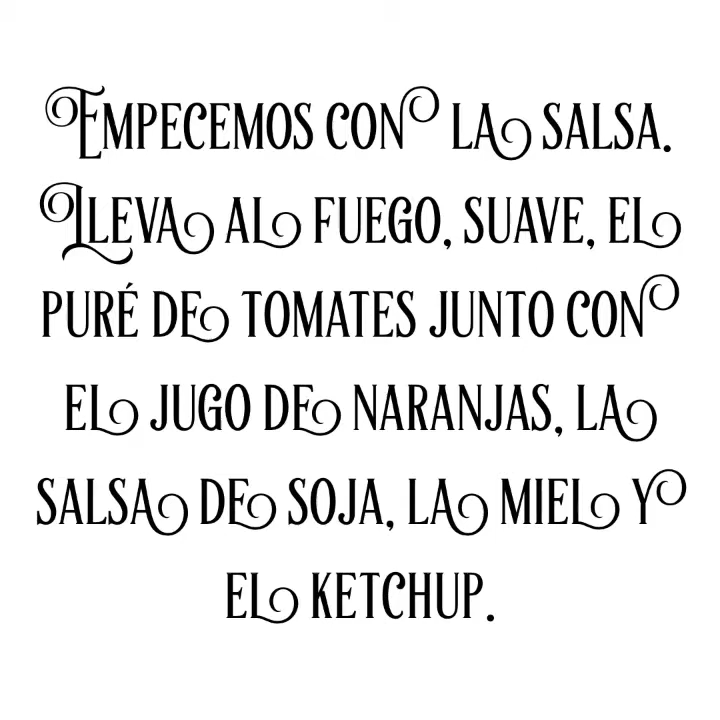 Empecemos con la salsa.
Lleva al fuego, suave, el
puré de tomates junto con
el jugo de naranjas, la
salsa de soja, la miel y
el ketchup.